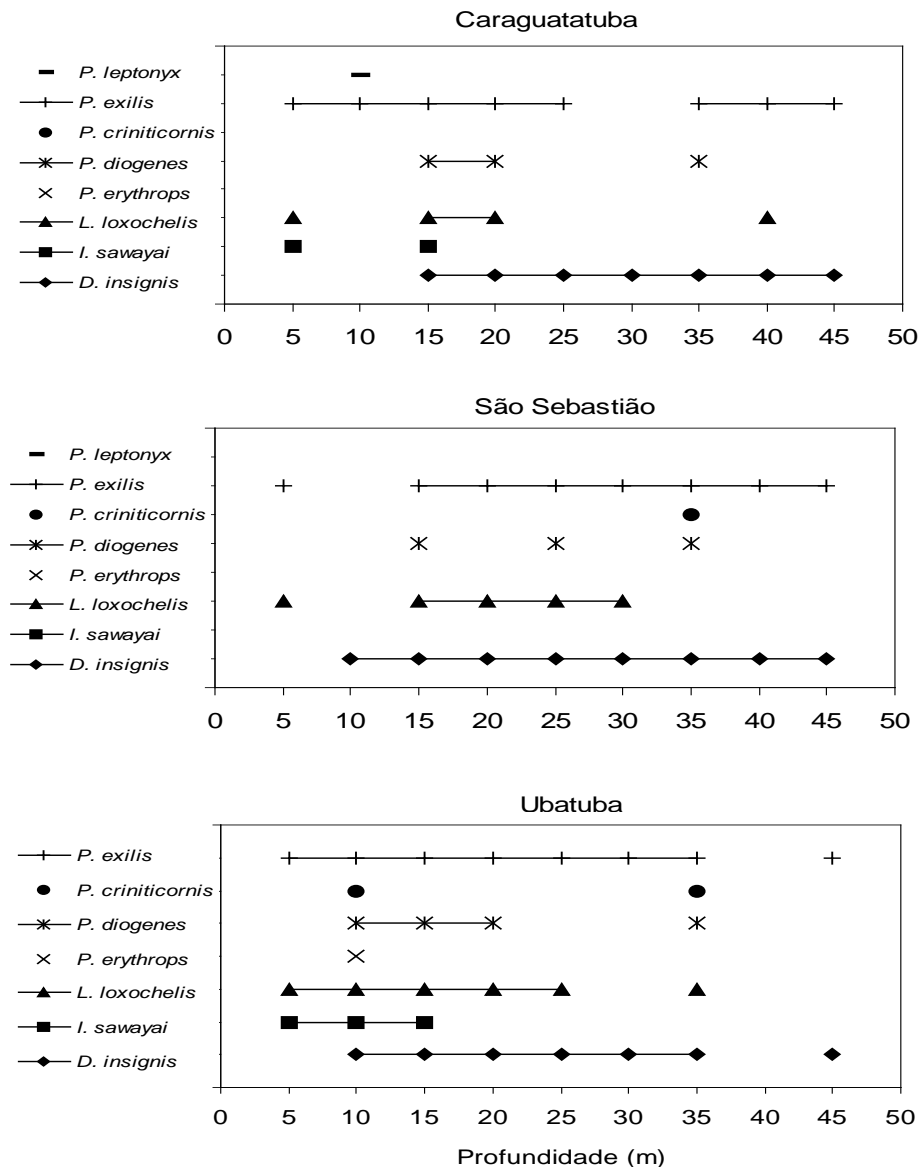 Caraguatatuba
P. leptonyx
P. exilis
P. criniticornis
P. diogenes
P. erythrops
L. loxochelis
I. sawayai
D. insignis
0 5 10 15 20 25 30 35 40 45 50
São Sebastião
P. leptonyx
P. exilis
P. criniticornis
P. diogenes
P. erythrops
L. loxochelis
I. sawayai
D. insignis
0 5 10 15 20 25 30 35 40 45 50
Ubatuba
P. exilis
P. criniticornis
P. diogenes
P. erythrops
L. loxochelis
I. sawayai
D. insignis
0 5 10 15 20 25 30 35 40 45 50
Profundidade (m)